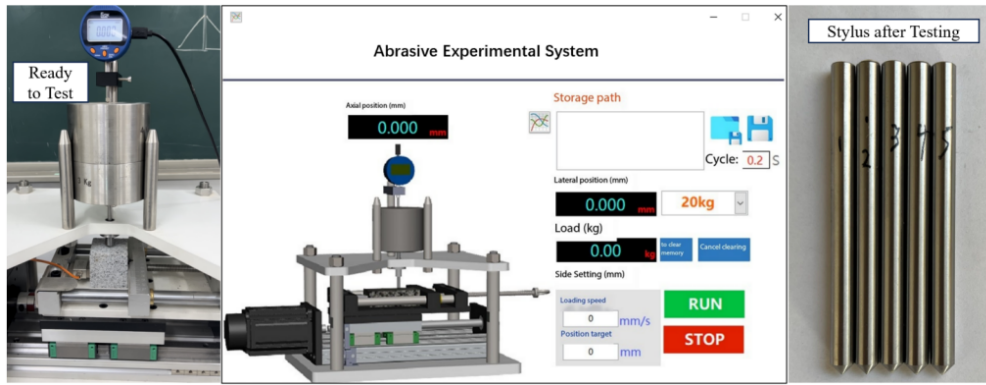 Ready
to Test
Abrasive Experimental System
Axial position (mm)
0.000 mm
Storage path
Cycle: 0.2 S
Lateral position (mm)
0.000 mm
20kg
Load (kg)
0.00 kg
to clear
memory
Cancel clearing
Side Setting (mm)
Loading speed
0 mm/s
Position target
0 mm
RUN
STOP
Stylus after Testing
1 2 3 4 5